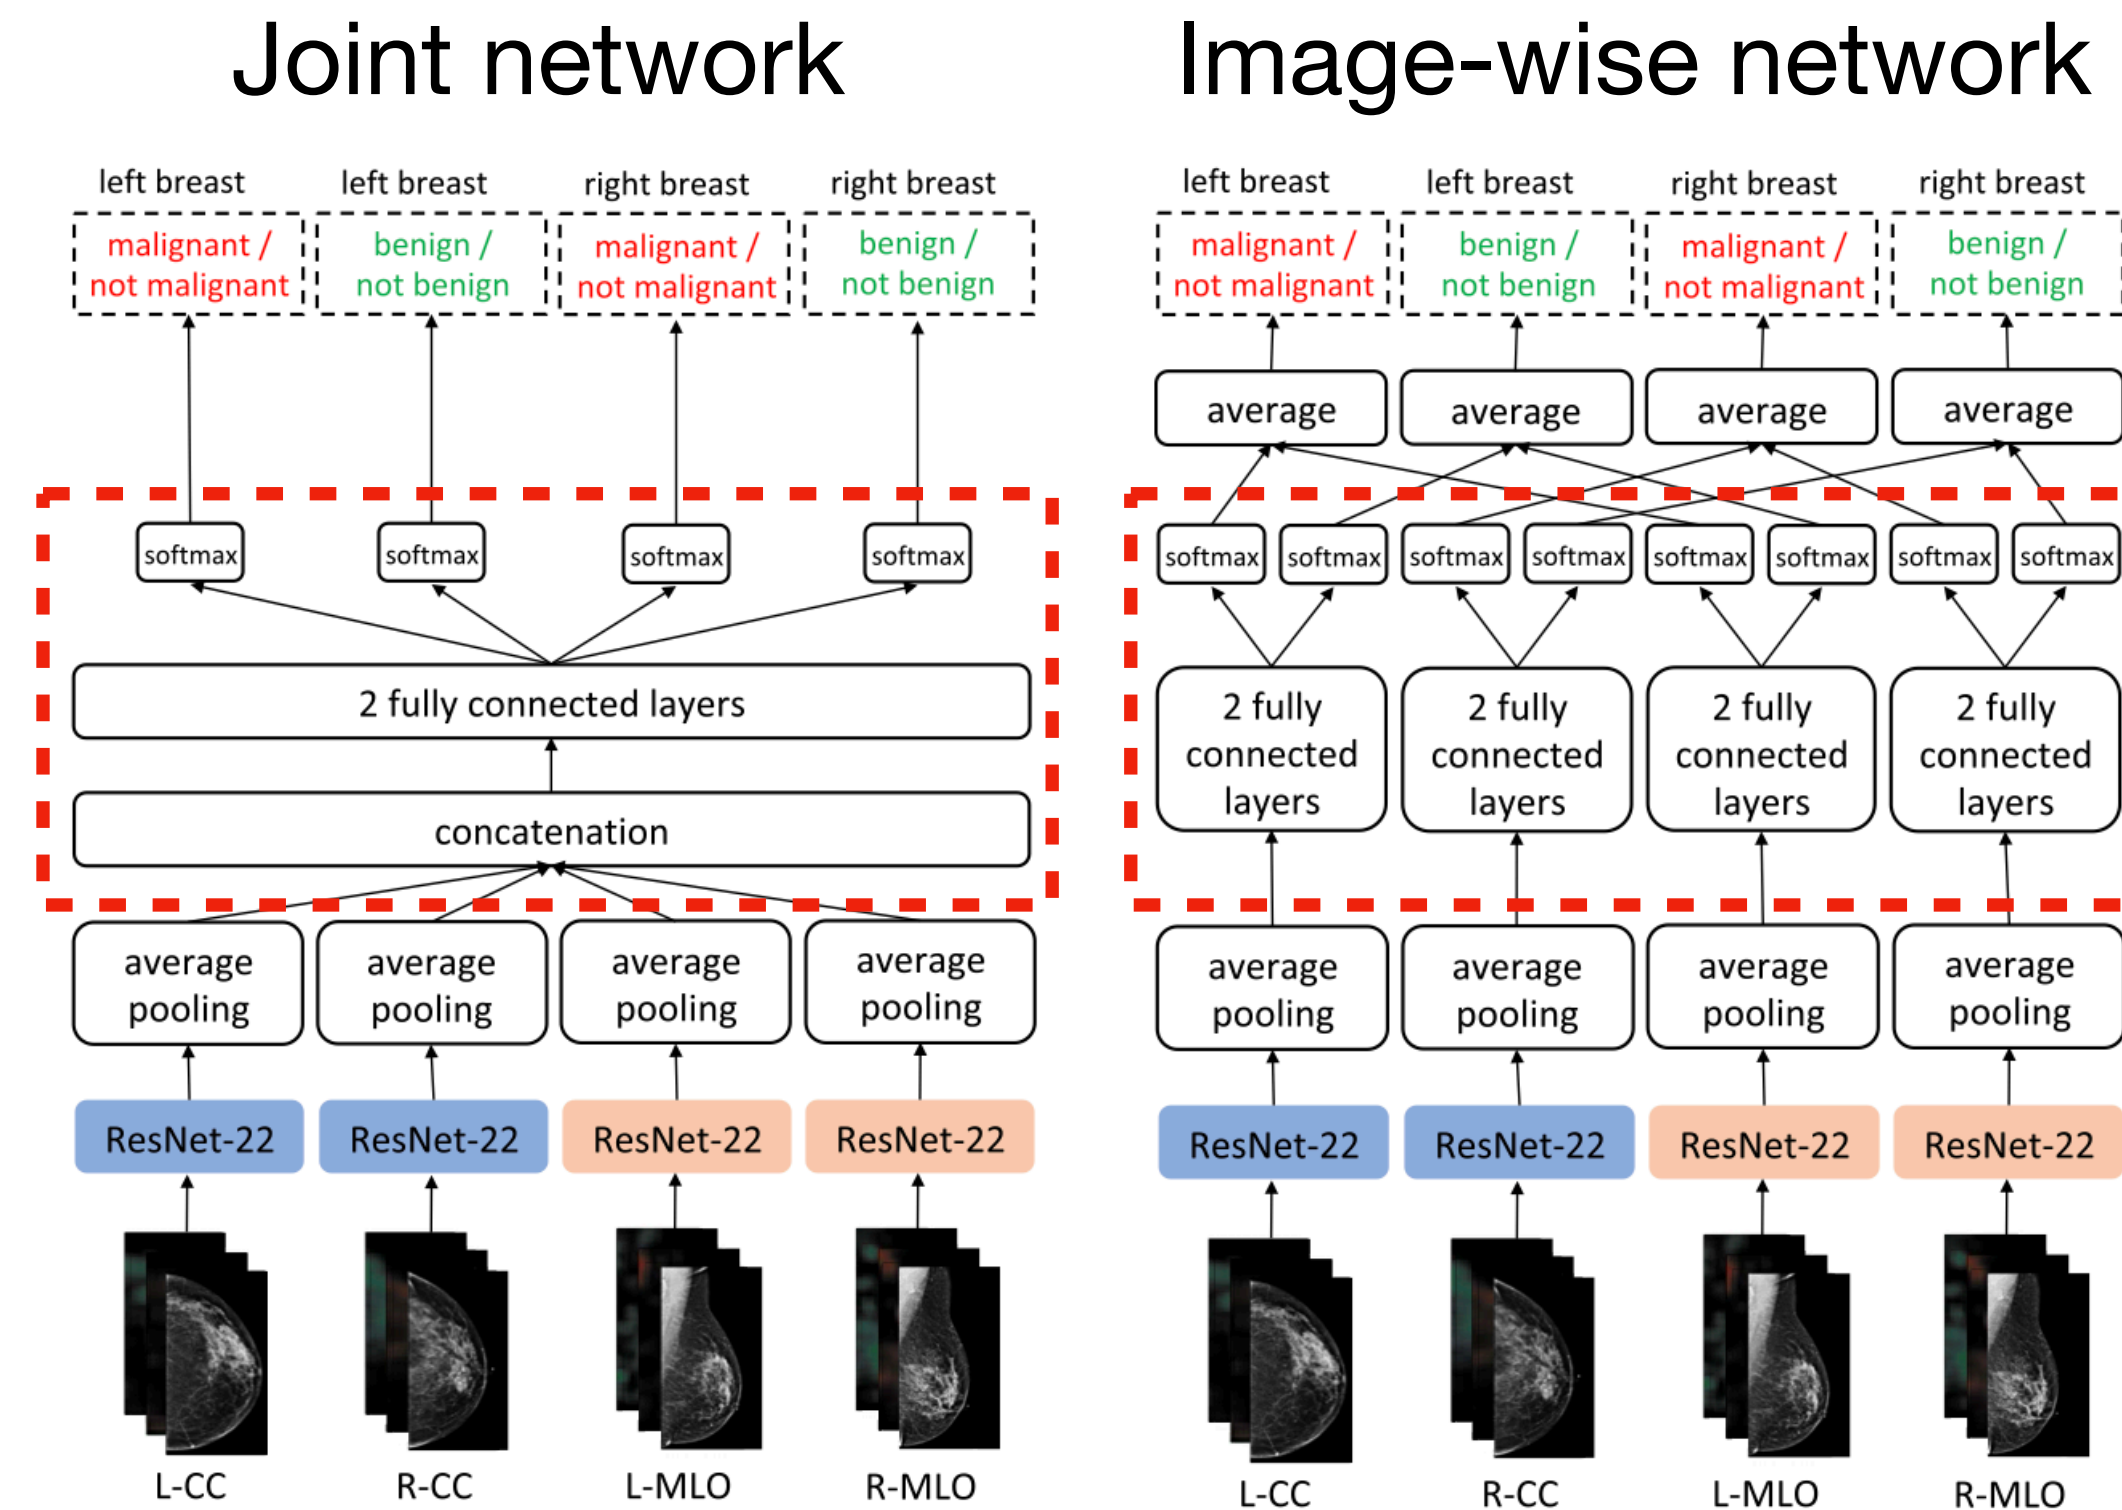 Joint network
left breast
left breast
right breast
right breast
malignant /
not malignant
benign /
not benign
malignant /
not malignant
benign /
not benign
softmax
softmax
softmax
softmax
2 fully connected layers
concatenation
average
pooling
average
pooling
average
pooling
average
pooling
ResNet-22
ResNet-22
ResNet-22
ResNet-22
L-CC
R-CC
L-MLO
R-MLO
Image-wise network
left breast
left breast
right breast
right breast
malignant /
not malignant
benign /
not benign
malignant /
not malignant
benign /
not benign
average
average
average
average
softmax
softmax
softmax
softmax
softmax
softmax
softmax
softmax
2 fully
connected
layers
2 fully
connected
layers
2 fully
connected
layers
2 fully
connected
layers
average
pooling
average
pooling
average
pooling
average
pooling
ResNet-22
ResNet-22
ResNet-22
ResNet-22
L-CC
R-CC
L-MLO
R-MLO